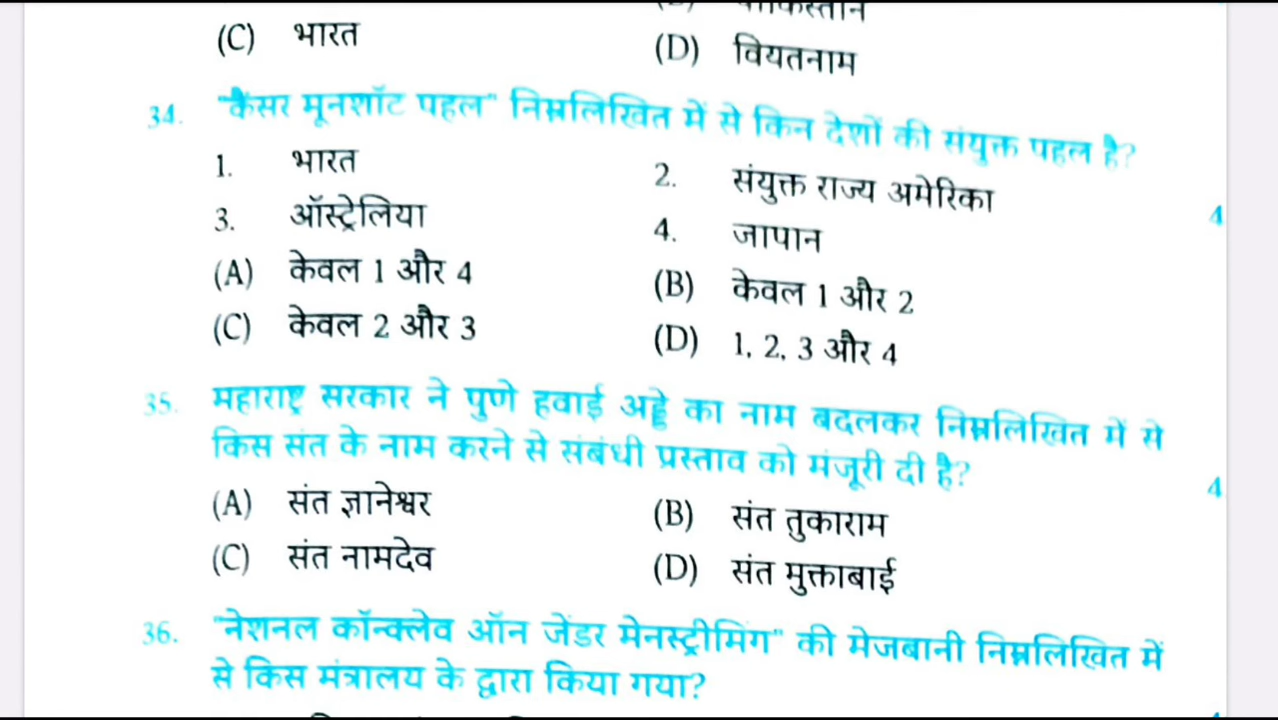 (C) भारत
(D) वियतनाम
34. "कैंसर मूनशॉट पहल" निम्नलिखित में से किन देशों की संयुक्त पहल है?
1. भारत
2. संयुक्त राज्य अमेरिका
3. ऑस्ट्रेलिया
4. जापान
4
(A) केवल 1 और 4
(B) केवल 1 और 2
(C) केवल 2 और 3
(D) 1, 2, 3 और 4
35. महाराष्ट्र सरकार ने पुणे हवाई अड्डे का नाम बदलकर निम्नलिखित में से
किस संत के नाम करने से संबंधी प्रस्ताव को मंजूरी दी है?
4
(A) संत ज्ञानेश्वर
(B) संत तुकाराम
(C) संत नामदेव
(D) संत मुक्ताबाई
36. "नेशनल कॉन्क्लेव ऑन जेंडर मेनस्ट्रीमिंग" की मेजबानी निम्नलिखित में
से किस मंत्रालय के द्वारा किया गया?